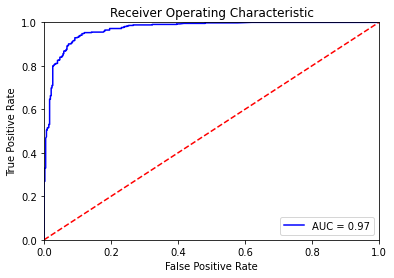 Receiver Operating Characteristic
True Positive Rate
1.0
0.8
0.6
0.4
0.2
0.0
AUC = 0.97
0.0 0.2 0.4 0.6 0.8 1.0
False Positive Rate